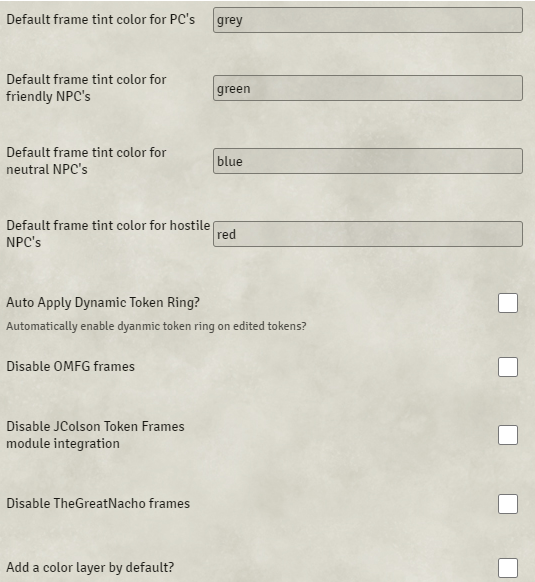 Default frame tint color for PC's
grey
Default frame tint color for
friendly NPC's
green
Default frame tint color for
neutral NPC's
blue
Default frame tint color for hostile
NPC's
red
Auto Apply Dynamic Token Ring?
Automatically enable dyanmic token ring on edited tokens?
Disable OMFG frames
Disable JColson Token Frames
module integration
Disable TheGreatNacho frames
Add a color layer by default?